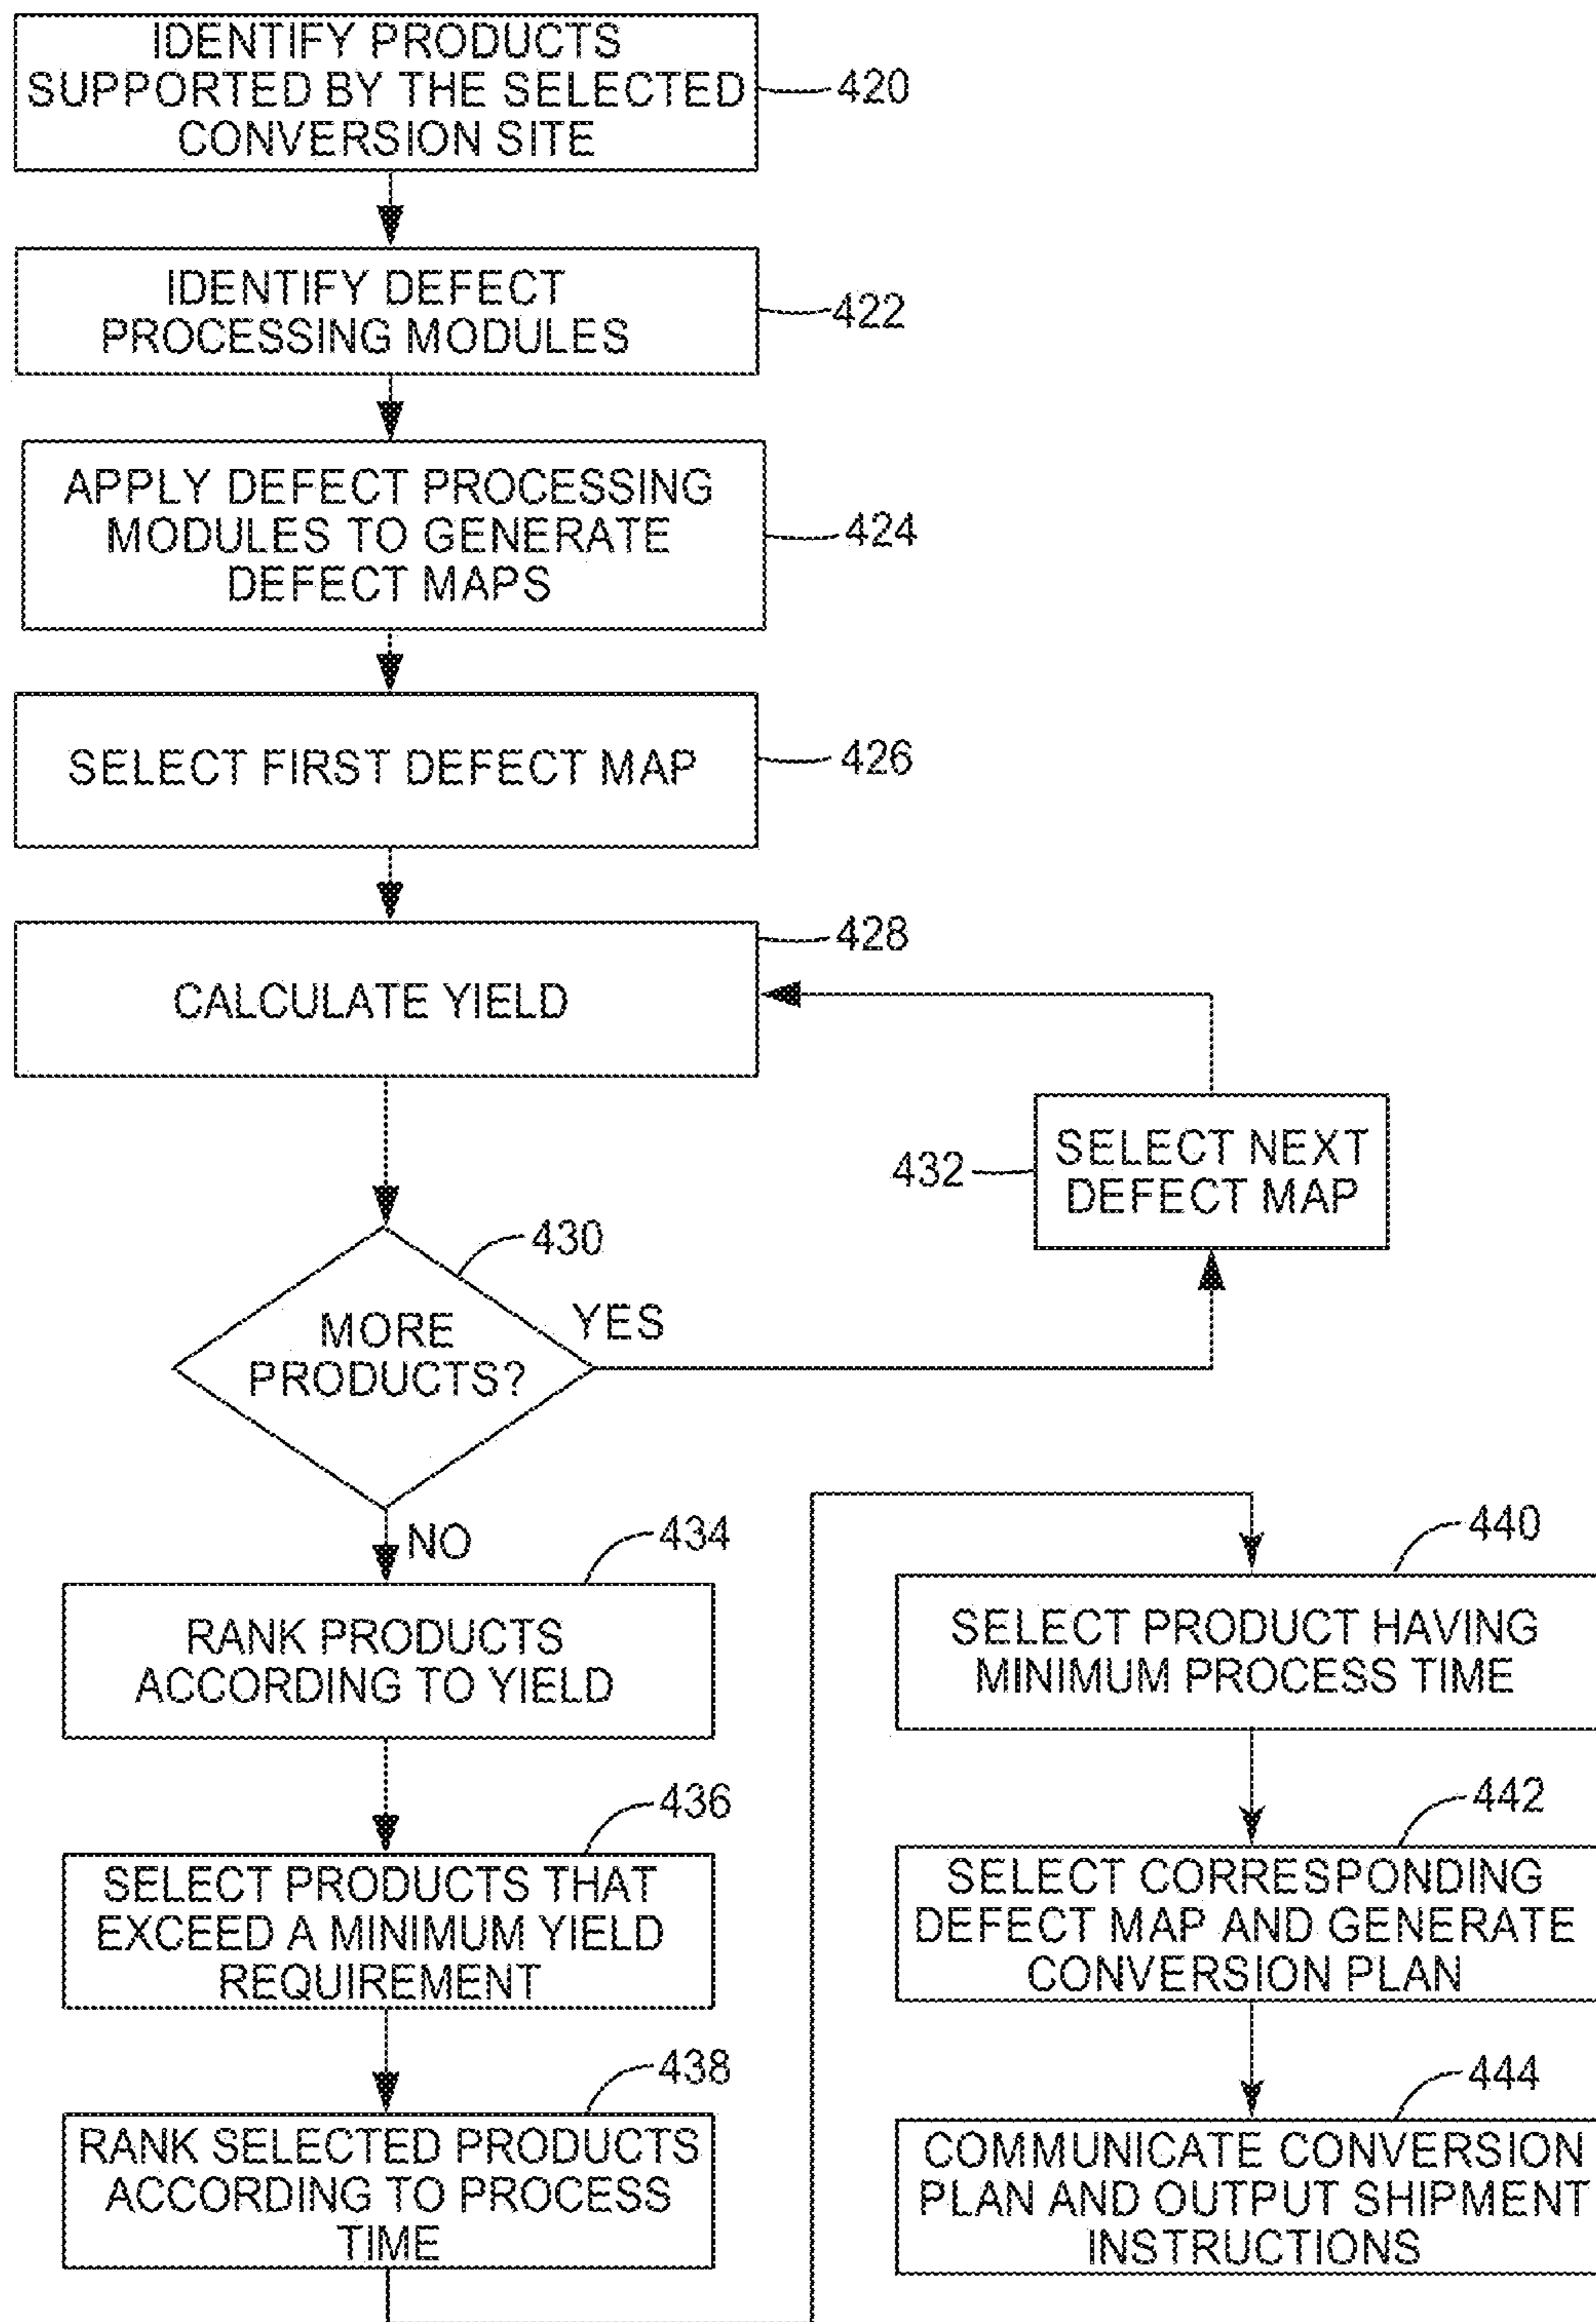 IDENTIFY PRODUCTS
SUPPORTED BY THE SELECTED
CONVERSION SITE
420
IDENTIFY DEFECT
PROCESSING MODULES
422
APPLY DEFECT PROCESSING
MODULES TO GENERATE
DEFECT MAPS
424
SELECT FIRST DEFECT MAP
426
CALCULATE YIELD
428
432
SELECT NEXT
DEFECT MAP
430
MORE
PRODUCTS?
YES
NO
434
RANK PRODUCTS
ACCORDING TO YIELD
436
SELECT PRODUCTS THAT
EXCEED A MINIMUM YIELD
REQUIREMENT
438
RANK SELECTED PRODUCTS
ACCORDING TO PROCESS
TIME
440
SELECT PRODUCT HAVING
MINIMUM PROCESS TIME
442
SELECT CORRESPONDING
DEFECT MAP AND GENERATE
CONVERSION PLAN
444
COMMUNICATE CONVERSION
PLAN AND OUTPUT SHIPMENT
INSTRUCTIONS